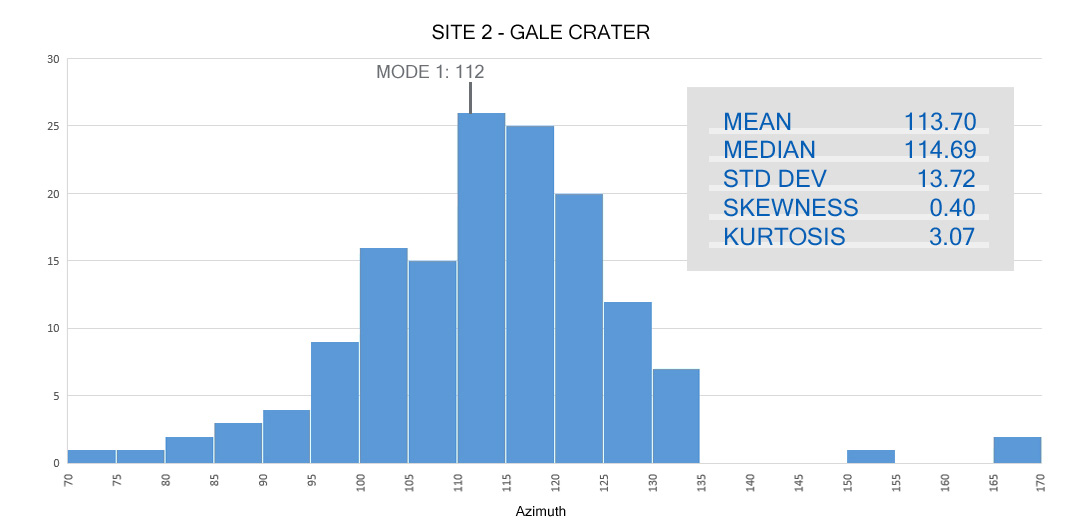 SITE 2 - GALE CRATER
30
MODE 1: 112
25
20
15
10
5
0
MEAN 113.70
MEDIAN 114.69
STD DEV 13.72
SKEWNESS 0.40
KURTOSIS 3.07
70 75 80 85 90 95 100 105 110 115 120 125 130 135 140 145 150 155 160 165 170
Azimuth